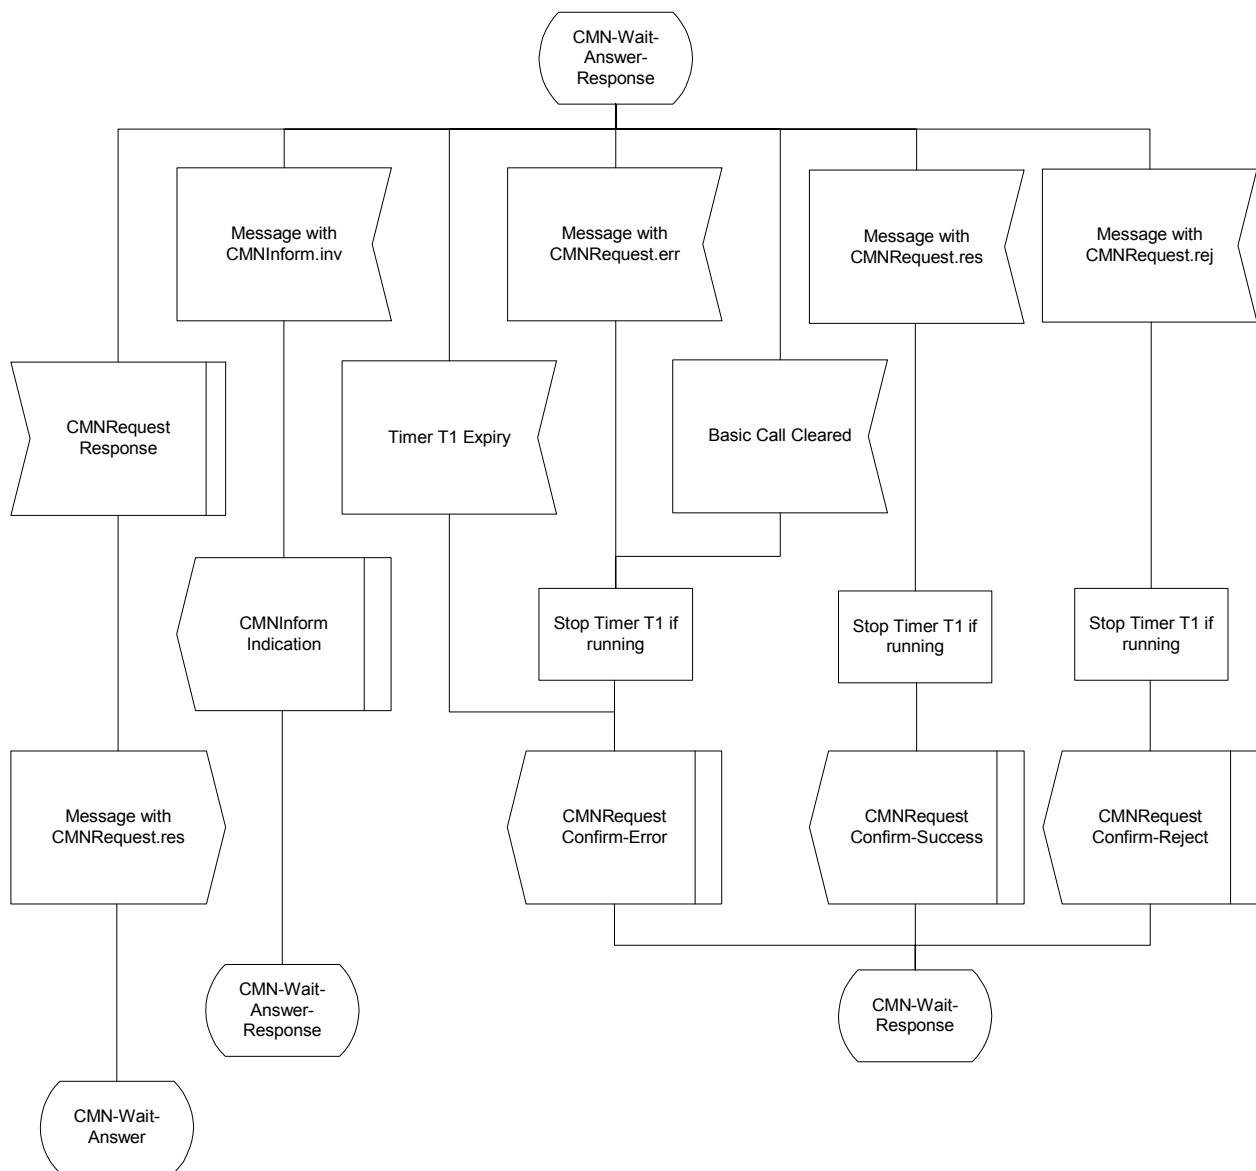 CMN-Wait-
Answer-
Response
Message with
CMNInform.inv
Message with
CMNRequest.err
Message with
CMNRequest.res
Message with
CMNRequest.rej
CMNRequest
Response
Timer T1 Expiry
Basic Call Cleared
CMNInform
Indication
Stop Timer T1 if
running
Stop Timer T1 if
running
Stop Timer T1 if
running
Message with
CMNRequest.res
CMNRequest
Confirm-Error
CMNRequest
Confirm-Success
CMNRequest
Confirm-Reject
CMN-Wait-
Answer-
Response
CMN-Wait-
Response
CMN-Wait-
Answer